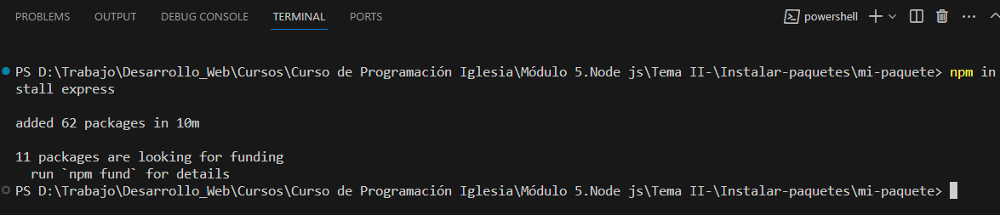 PROBLEMS OUTPUT DEBUG CONSOLE TERMINAL PORTS powershell
PS D:\Trabajo\Desarrollo_Web\Cursos\Curso de Programación Iglesia\Módulo 5.Node js\Tema II-\Instalar-paquetes\mi-paquete> npm in
stall express
added 62 packages in 10m
11 packages are looking for funding
run `npm fund` for details
PS D:\Trabajo\Desarrollo_Web\Cursos\Curso de Programación Iglesia\Módulo 5.Node js\Tema II-\Instalar-paquetes\mi-paquete>